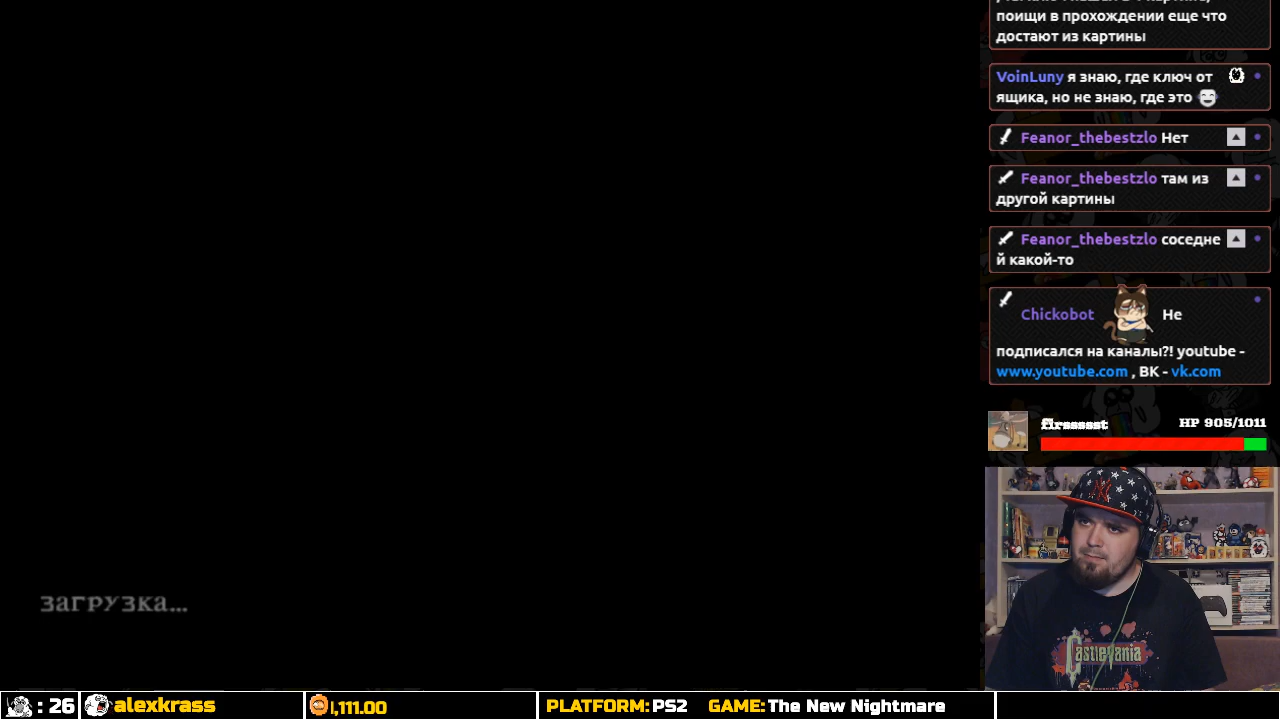 поищи в прохождении еще что
достают из картины
VoinLuny я знаю, где ключ от
ящика, но не знаю, где это
Feanor_thebestzlo Нет
Feanor_thebestzlo там из
другой картины
Feanor_thebestzlo соседне
й какой-то
Chickobot Не
подписался на каналы?! youtube -
www.youtube.com , ВК - vk.com
firssssst HP 905/1011
Castlevania
загрузка...
: 26 alexkrass 1,111.00 PLATFORM: PS2 GAME: The New Nightmare